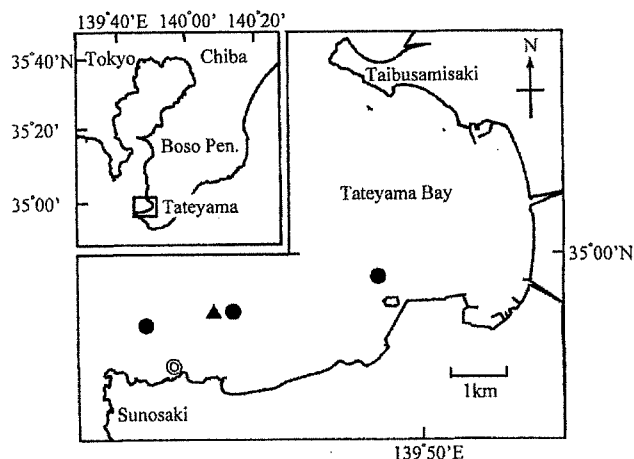 139°40'E 140°00' 140°20'
35°40'N
Tokyo
Chiba
N
Taibusamisaki
35°20'
Boso Pen.
Tateyama Bay
35°00'
Tateyama
35°00'N
1km
Sunosaki
139°50'E